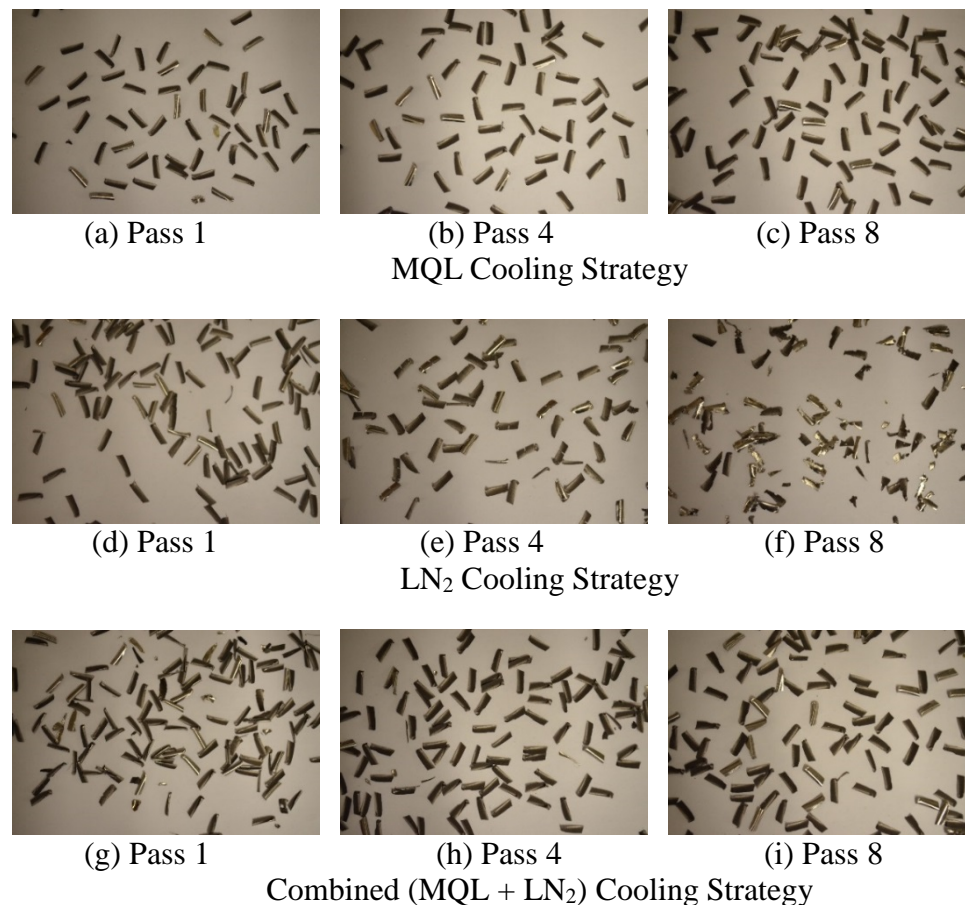 (a) Pass 1 (b) Pass 4 (c) Pass 8
MQL Cooling Strategy
(d) Pass 1 (e) Pass 4 (f) Pass 8
LN₂ Cooling Strategy
(g) Pass 1 (h) Pass 4 (i) Pass 8
Combined (MQL + LN₂) Cooling Strategy